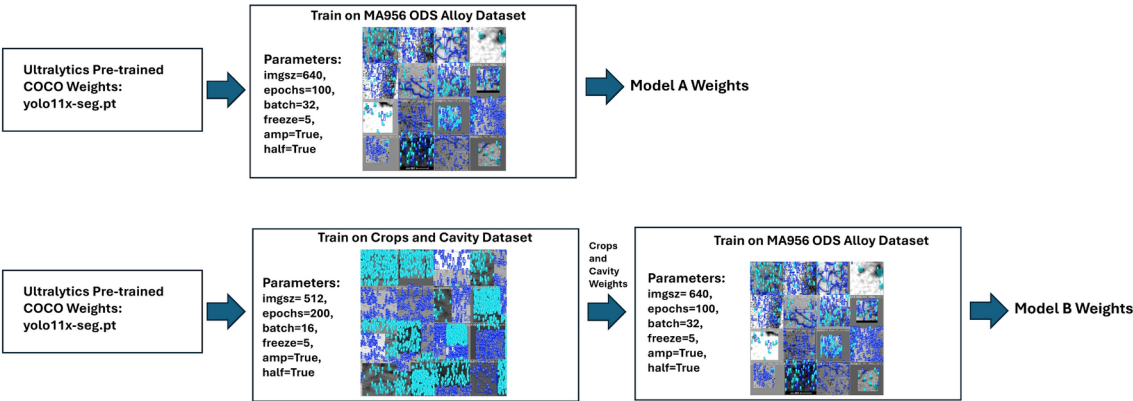 Train on MA956 ODS Alloy Dataset
Ultralytics Pre-trained
COCO Weights:
yolo11x-seg.pt
Parameters:
imgsz=640,
epochs=100,
batch=32,
freeze=5,
amp=True,
half=True
Model A Weights
Train on Crops and Cavity Dataset
Ultralytics Pre-trained
COCO Weights:
yolo11x-seg.pt
Parameters:
imgsz= 512,
epochs=200,
batch=16,
freeze=5,
amp=True,
half=True
Crops
and
Cavity
Weights
Train on MA956 ODS Alloy Dataset
Parameters:
imgsz= 640,
epochs=100,
batch=32,
freeze=5,
amp=True,
half=True
Model B Weights